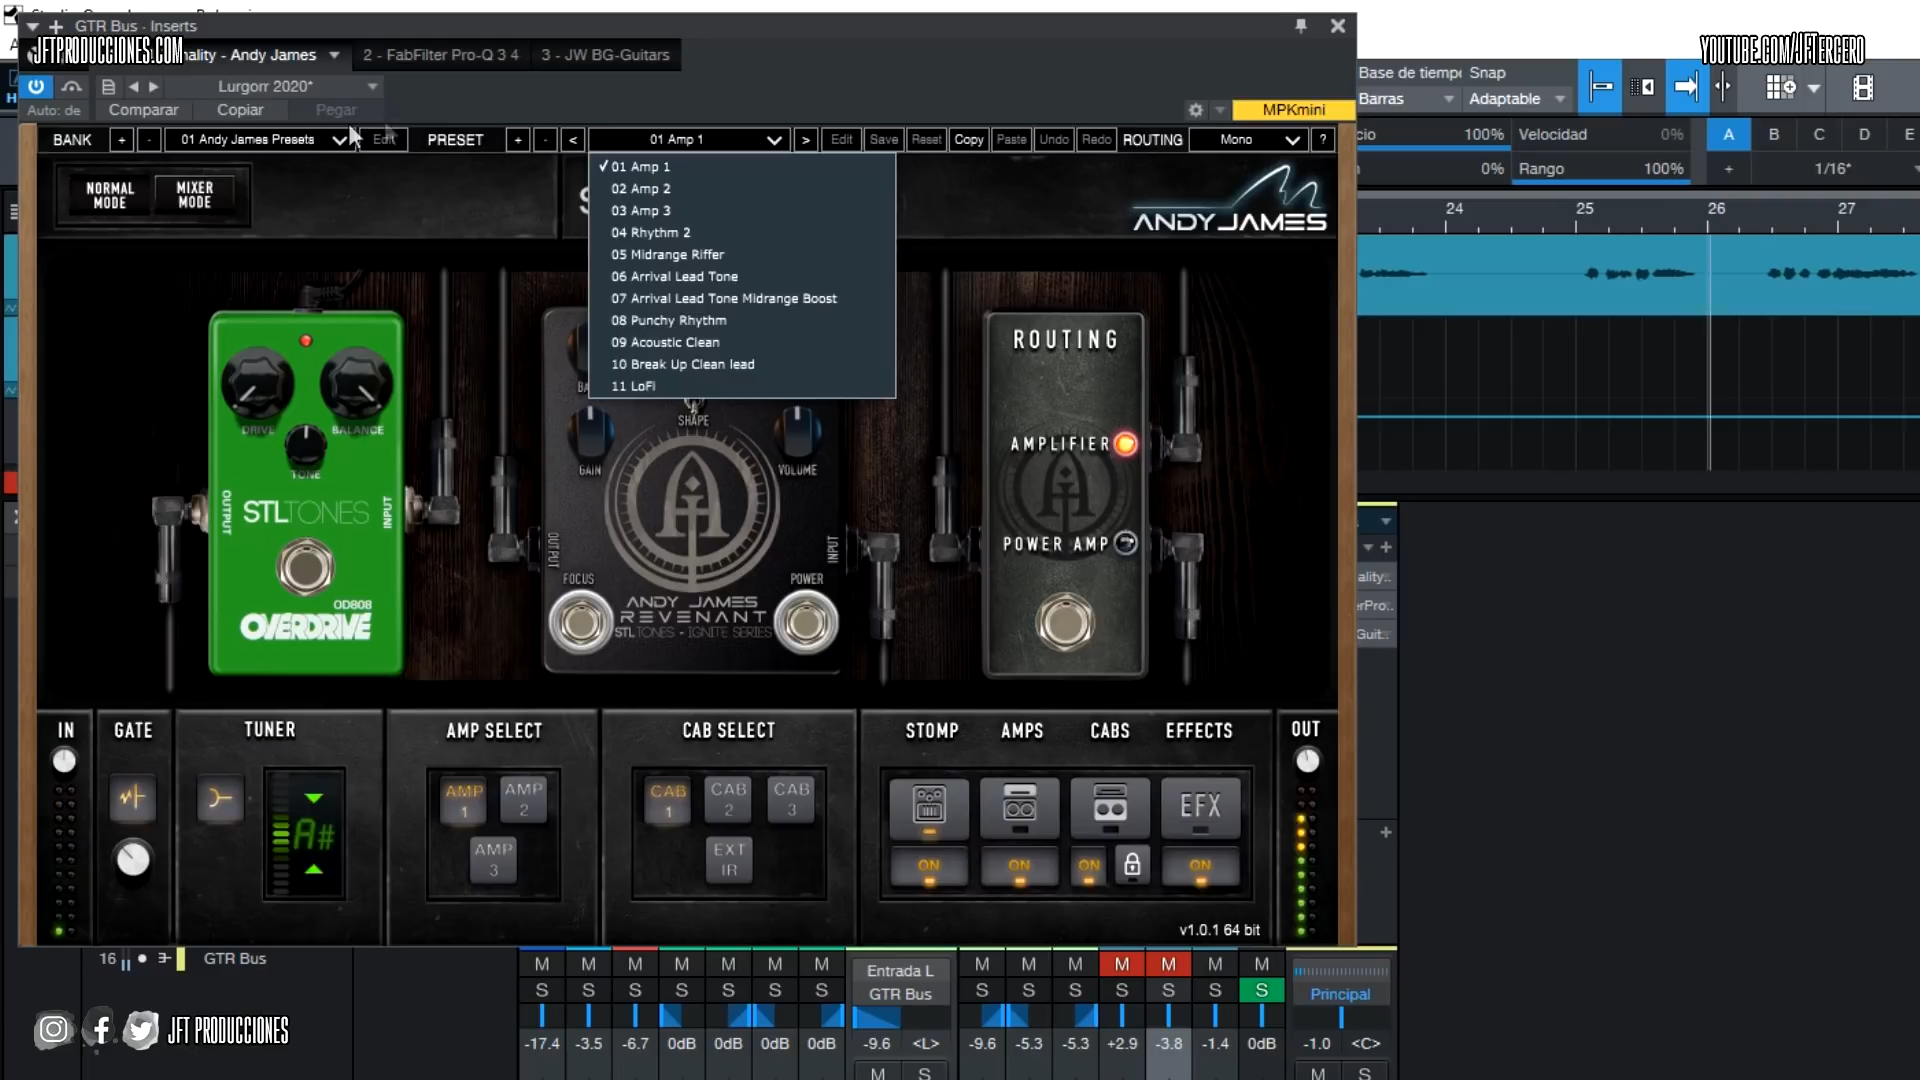 GTR Bus - Inserts
JFTPRODUCCIONES.COM
nality - Andy James
2 - FabFilter Pro-Q 3 4
3 - JW BG-Guitars
YOUTUBE.COM/JFTERCERO
Lurgorr 2020*
Auto: de
Comparar
Copiar
Pegar
MPKmini
Base de tiempo
Snap
Barras
Adaptable
100%
Velocidad
0%
A
B
C
D
E
0%
Rango
100%
+
1/16*
24
25
26
27
BANK
+
-
01 Andy James Presets
Edit
PRESET
+
-
<
01 Amp 1
>
Edit
Save
Reset
Copy
Paste
Undo
Redo
ROUTING
Mono
?
NORMAL
MODE
MIXER
MODE
✓ 01 Amp 1
02 Amp 2
03 Amp 3
04 Rhythm 2
05 Midrange Riffer
06 Arrival Lead Tone
07 Arrival Lead Tone Midrange Boost
08 Punchy Rhythm
09 Acoustic Clean
10 Break Up Clean lead
11 LoFi
ANDY JAMES
DRIVE
BALANCE
TONE
OUTPUT
STLTONES
INPUT
OD808
OVERDRIVE
SHAPE
GAIN
VOLUME
OUTPUT
INPUT
FOCUS
POWER
ANDY JAMES
REVENANT
STLTONES - IGNITE SERIES
ROUTING
AMPLIFIER
POWER AMP
IN
GATE
TUNER
A#
AMP SELECT
AMP
1
AMP
2
AMP
3
CAB SELECT
CAB
1
CAB
2
CAB
3
EXT
IR
STOMP
AMPS
CABS
EFFECTS
EFX
ON
ON
ON
ON
OUT
v1.0.1 64 bit
16
GTR Bus
M M M M M M M
S S S S S S S
Entrada L
GTR Bus
M M M M M M M
S S S S S S S
Principal
-17.4 -3.5 -6.7 0dB 0dB 0dB 0dB
-9.6 <L>
-9.6 -5.3 -5.3 +2.9 -3.8 -1.4 0dB
-1.0 <C>
M S
M S
JFT PRODUCCIONES